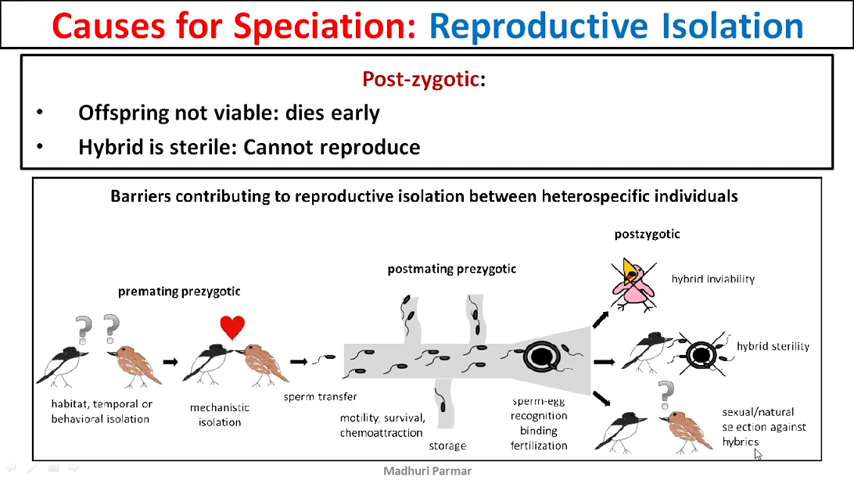 Causes for Speciation: Reproductive Isolation
Post-zygotic:
• Offspring not viable: dies early
• Hybrid is sterile: Cannot reproduce
Barriers contributing to reproductive isolation between heterospecific individuals
postzygotic
hybrid inviability
postmating prezygotic
premating prezygotic
? ?
hybrid sterility
habitat, temporal or
behavioral isolation
mechanistic
isolation
sperm transfer
motility, survival,
chemoattraction
storage
sperm-egg
recognition
binding
fertilization
?
sexual/natural
se ection against
hybrics
Madhuri Parmar